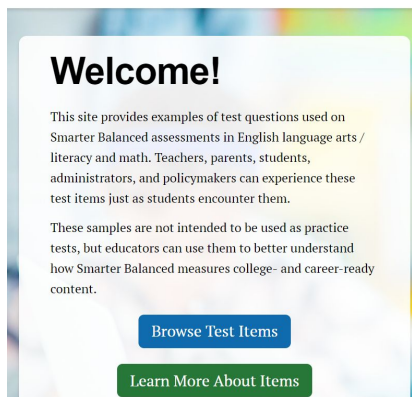 Welcome!
This site provides examples of test questions used on
Smarter Balanced assessments in English language arts /
literacy and math. Teachers, parents, students,
administrators, and policymakers can experience these
test items just as students encounter them.
These samples are not intended to be used as practice
tests, but educators can use them to better understand
how Smarter Balanced measures college- and career-ready
content.
Browse Test Items
Learn More About Items